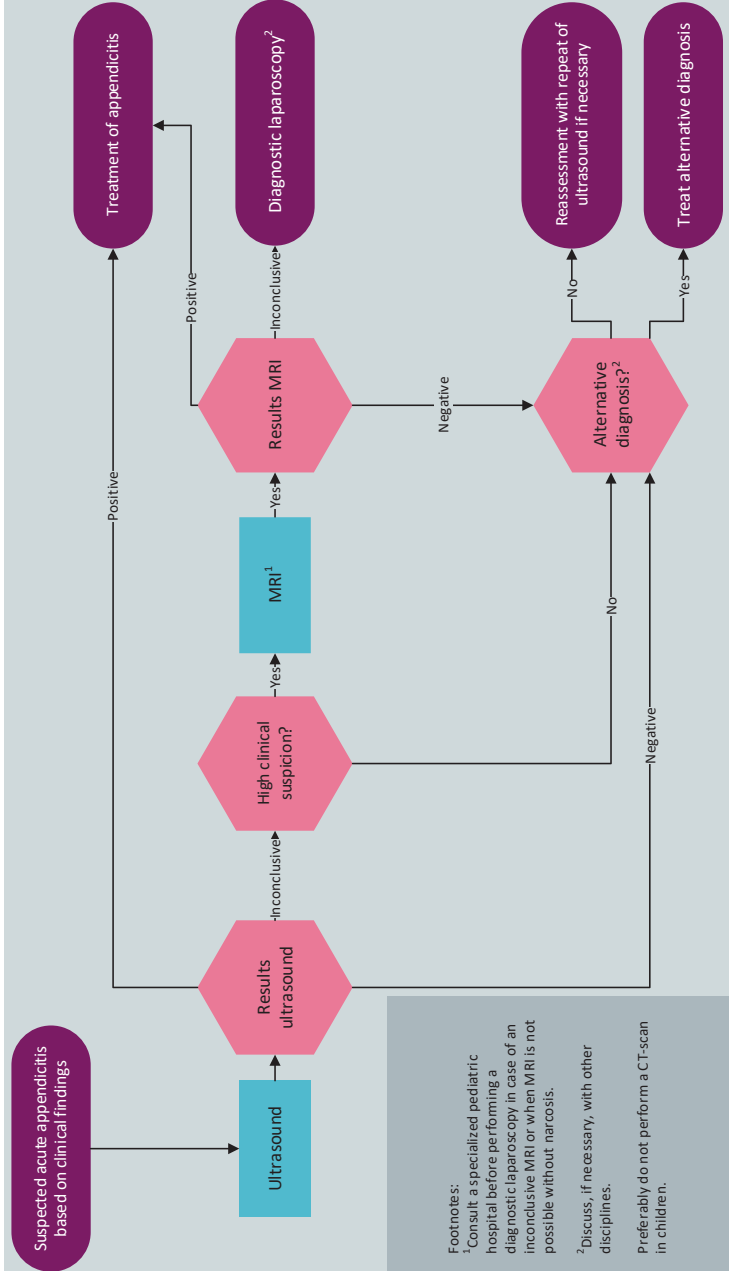 Suspected acute appendicitis
based on clinical findings
Ultrasound
Results
ultrasound
Positive
Inconclusive
Negative
High clinical
suspicion?
Yes
No
MRI¹
Yes
Results MRI
Positive
Inconclusive
Negative
Treatment of appendicitis
Diagnostic laparoscopy²
Alternative
diagnosis?²
No
Yes
Reassessment with repeat of
ultrasound if necessary
Treat alternative diagnosis
Footnotes:
¹Consult a specialized pediatric
hospital before performing a
diagnostic laparoscopy in case of an
inconclusive MRI or when MRI is not
possible without narcosis.
²Discuss, if necessary, with other
disciplines.
Preferably do not perform a CT-scan
in children.